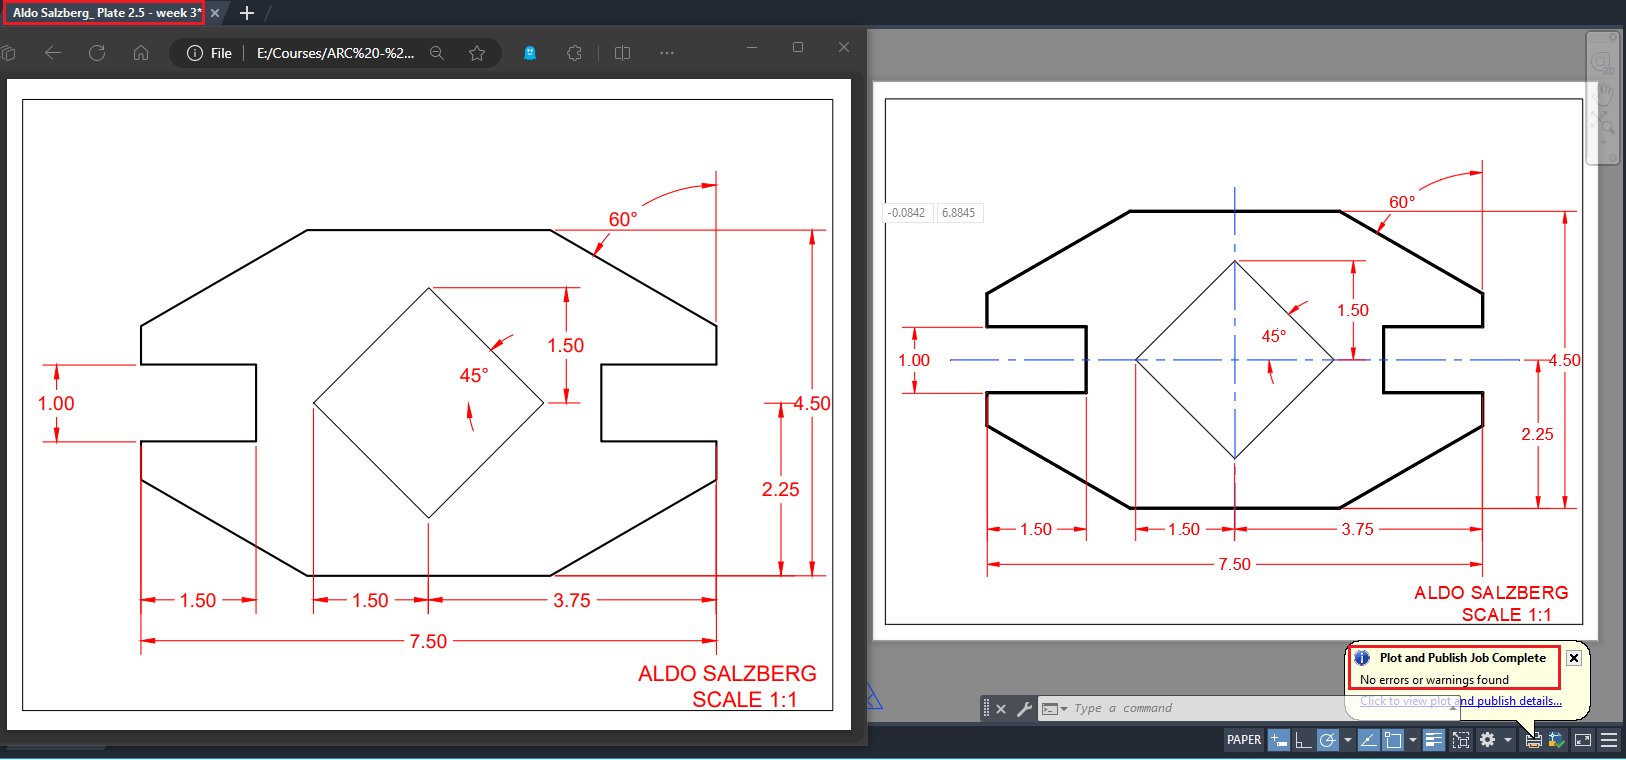 Aldo Salzberg_ Plate 2.5 - week 3*
File
E:/Courses/ARC%20-%2...
60°
1.50
45°
1.00
4.50
2.25
1.50
1.50
3.75
7.50
ALDO SALZBERG
SCALE 1:1
2D
-0.0842
6.8845
60°
1.50
45°
1.00
4.50
2.25
1.50
1.50
3.75
7.50
ALDO SALZBERG
SCALE 1:1
Plot and Publish Job Complete
No errors or warnings found
Click to view plot and publish details...
Type a command
PAPER